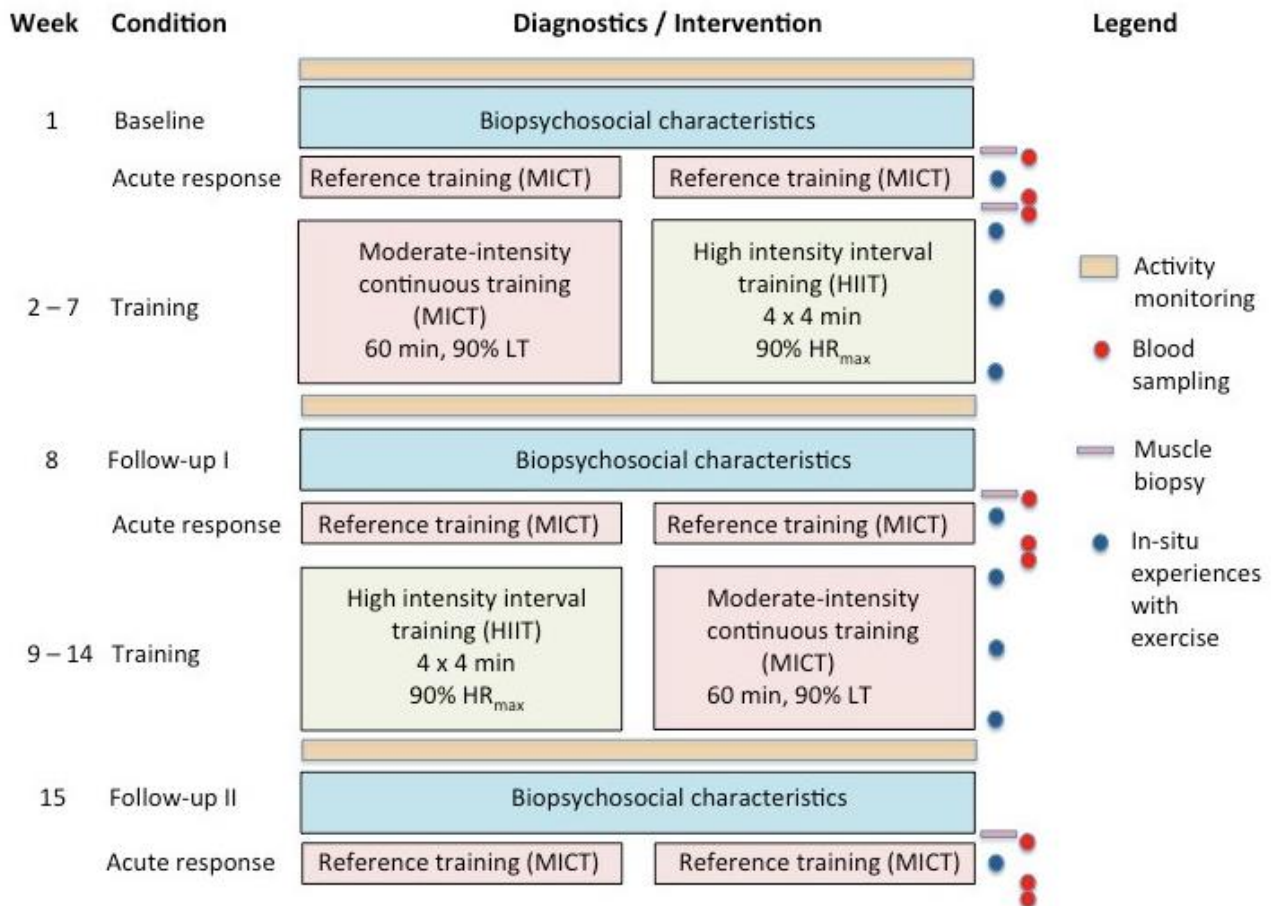 Week Condition Diagnostics / Intervention Legend
1 Baseline Biopsychosocial characteristics
Acute response Reference training (MICT) Reference training (MICT)
2 – 7 Training
Moderate-intensity
continuous training
(MICT)
60 min, 90% LT
High intensity interval
training (HIIT)
4 x 4 min
90% HRmax
8 Follow-up I Biopsychosocial characteristics
Acute response Reference training (MICT) Reference training (MICT)
9 – 14 Training
High intensity interval
training (HIIT)
4 x 4 min
90% HRmax
Moderate-intensity
continuous training
(MICT)
60 min, 90% LT
15 Follow-up II Biopsychosocial characteristics
Acute response Reference training (MICT) Reference training (MICT)
Activity
monitoring
Blood
sampling
Muscle
biopsy
In-situ
experiences
with
exercise